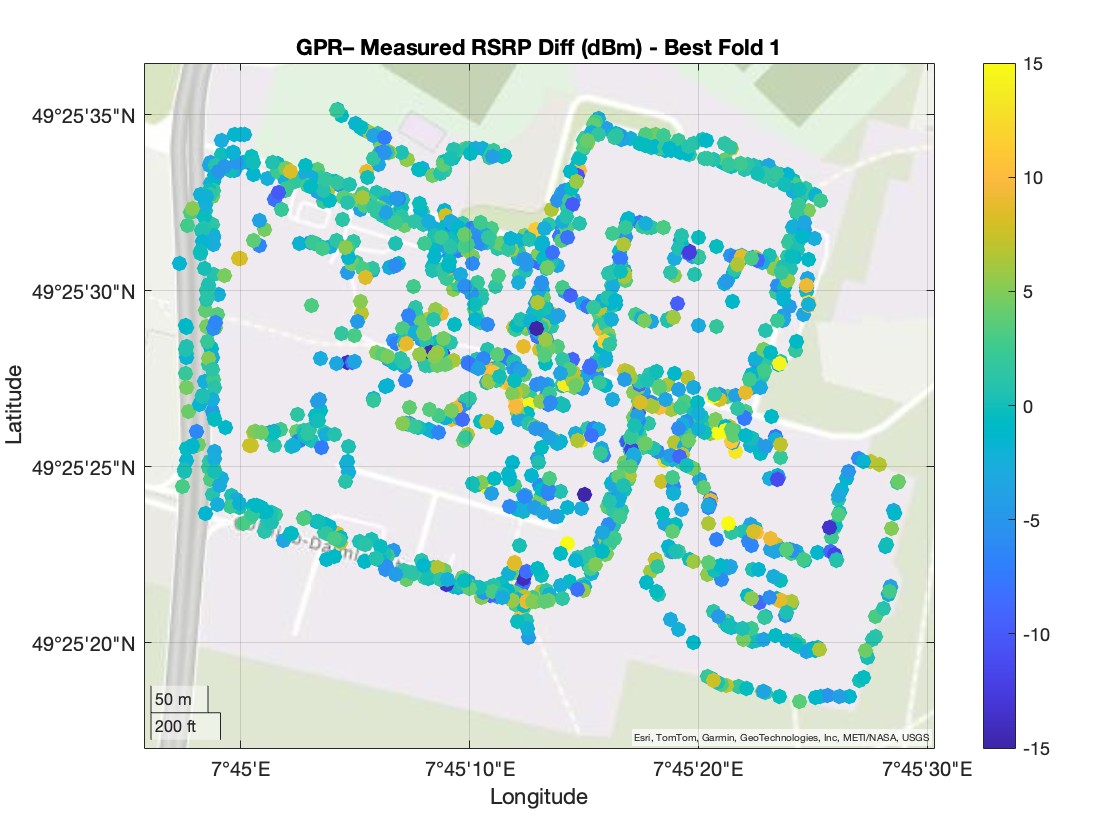 GPR– Measured RSRP Diff (dBm) - Best Fold 1
49°25'35"N
49°25'30"N
49°25'25"N
49°25'20"N
Latitude
7°45'E
7°45'10"E
7°45'20"E
7°45'30"E
Longitude
50 m
200 ft
Esri, TomTom, Garmin, GeoTechnologies, Inc, METI/NASA, USGS
15
10
5
0
-5
-10
-15